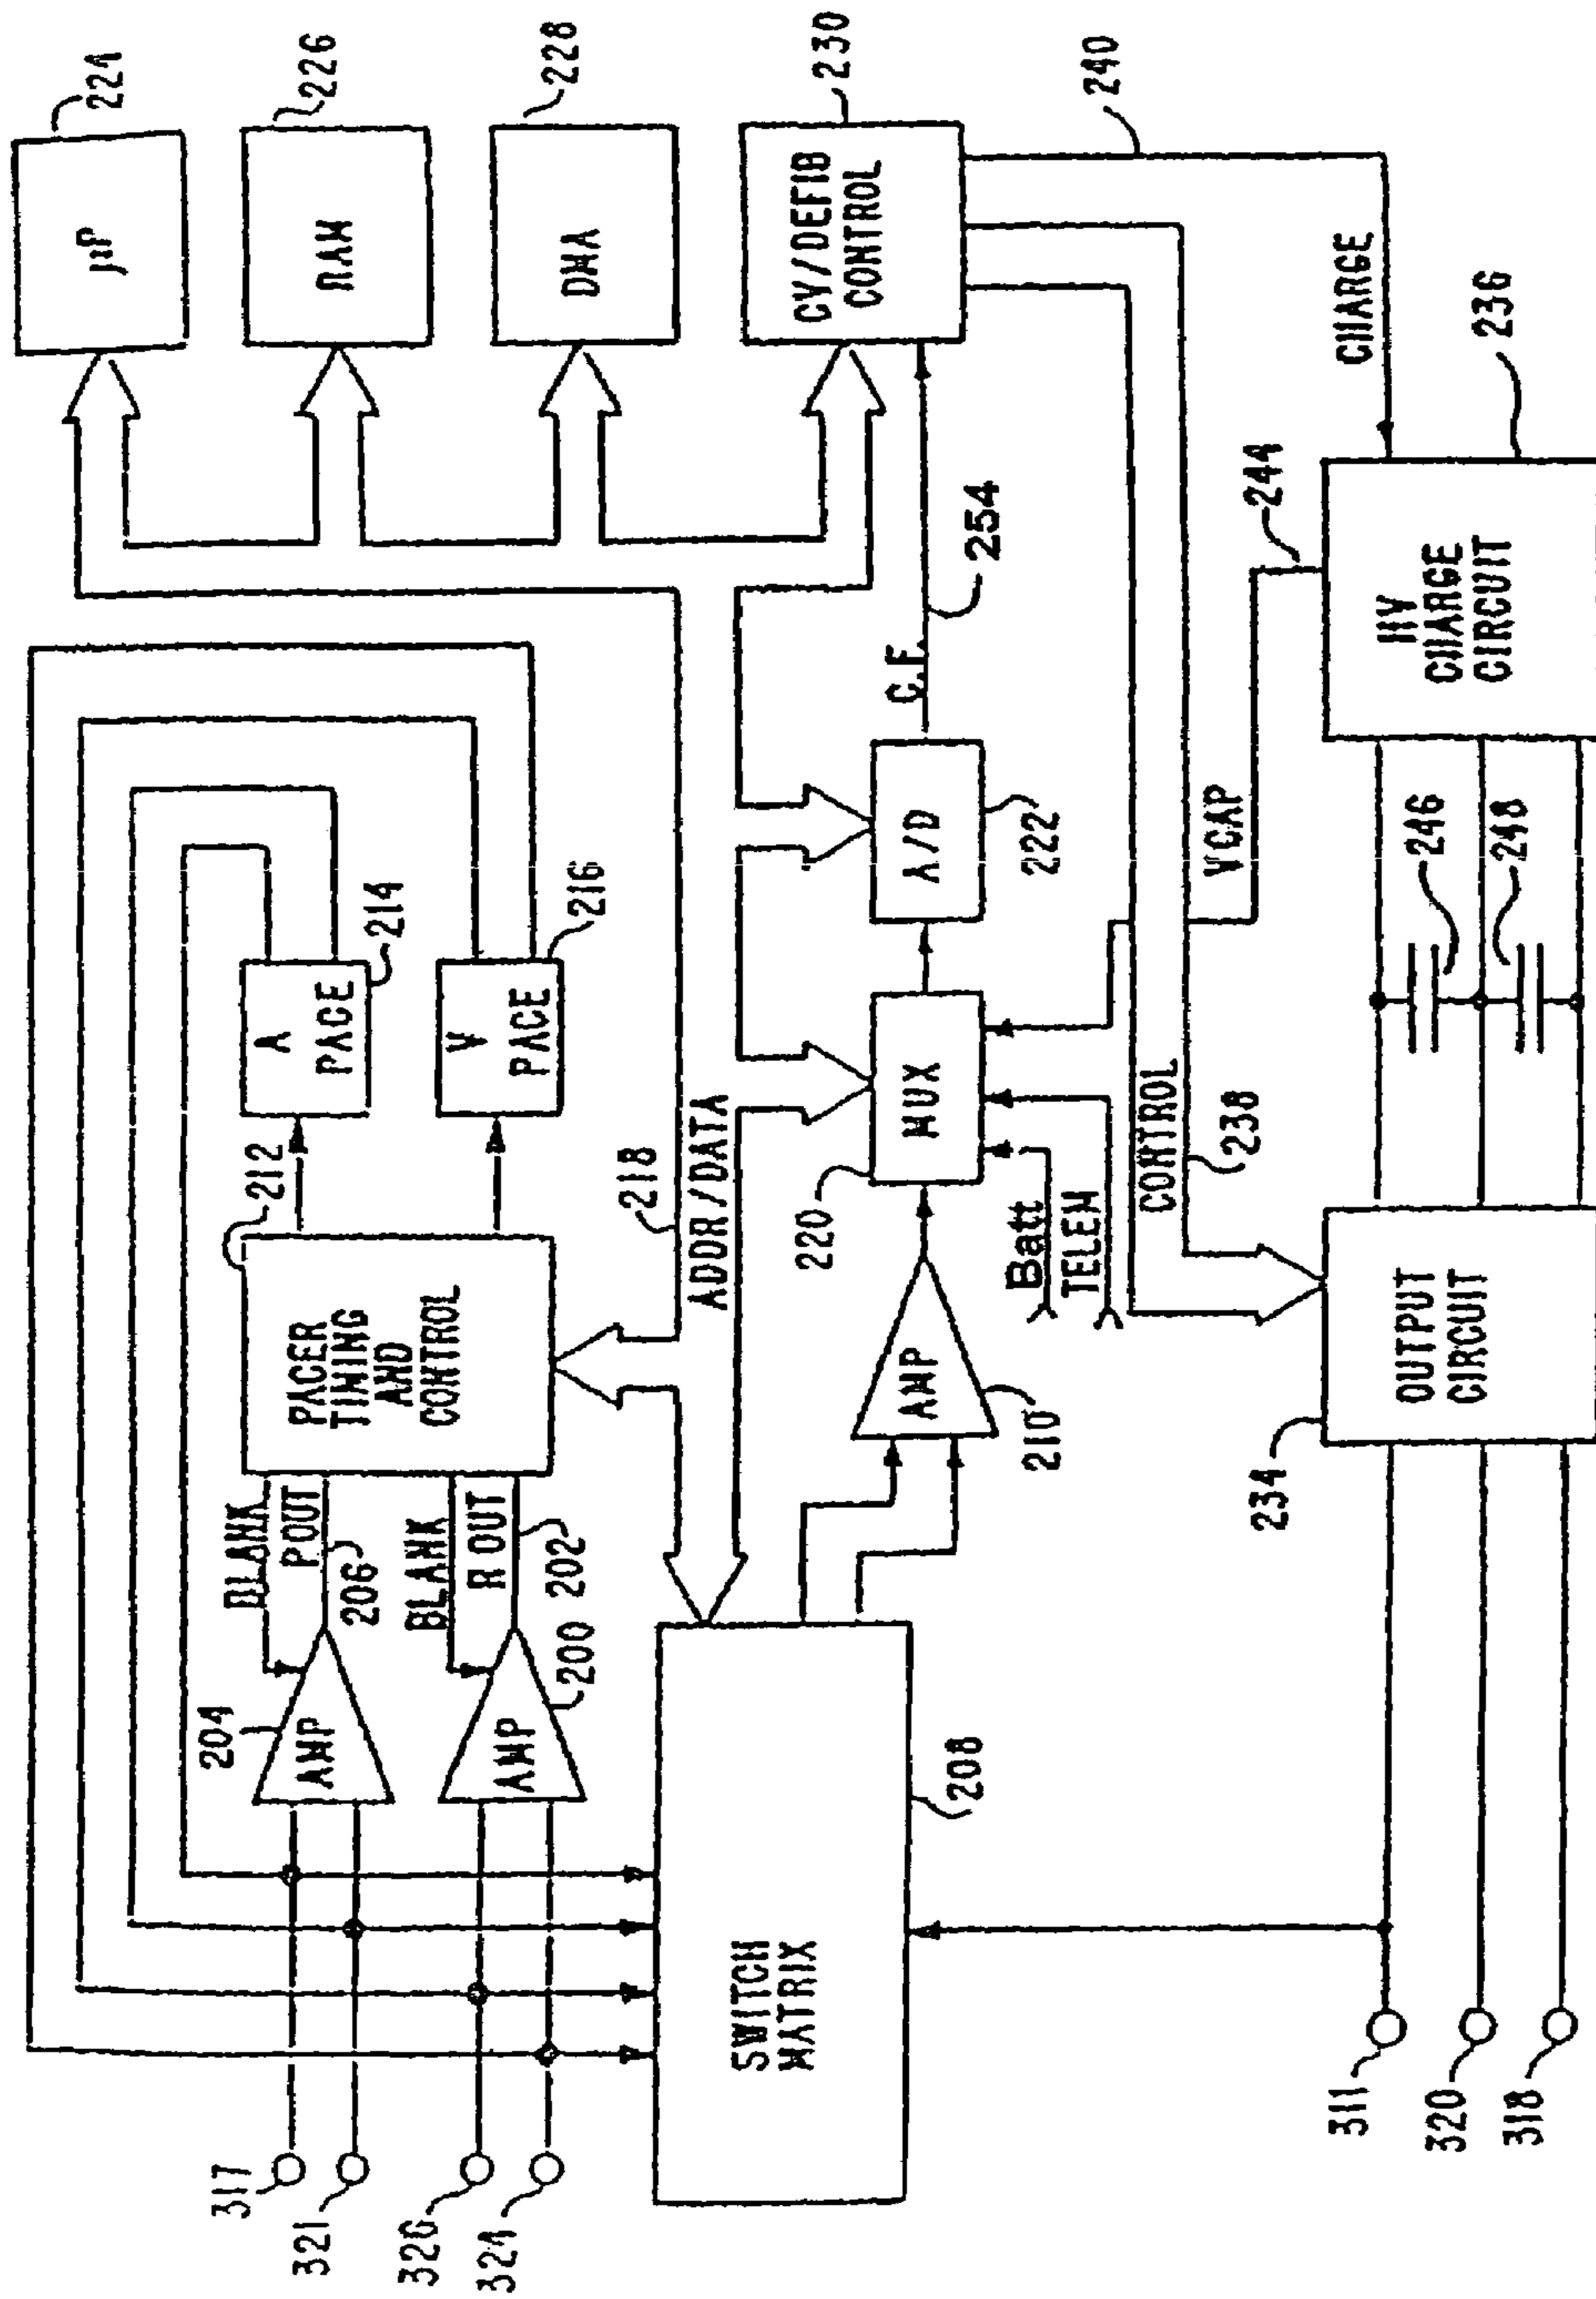 317
321
326
324
204
AMP
AMP
200
BLANK
POUT
206
BLANK
R OUT
202
PACER
TIMING
AND
CONTROL
212
A
PACE
214
V
PACE
216
218
ADDR/DATA
SWITCH
MATRIX
208
AMP
210
220
MUX
A/D
222
Batt
TELEM
C.F.
254
µP
224
RAM
226
DMA
228
CV/DEFIB
CONTROL
230
240
CONTROL
238
VCAP
244
CHARGE
236
HV
CHARGE
CIRCUIT
246
248
OUTPUT
CIRCUIT
234
311
320
318